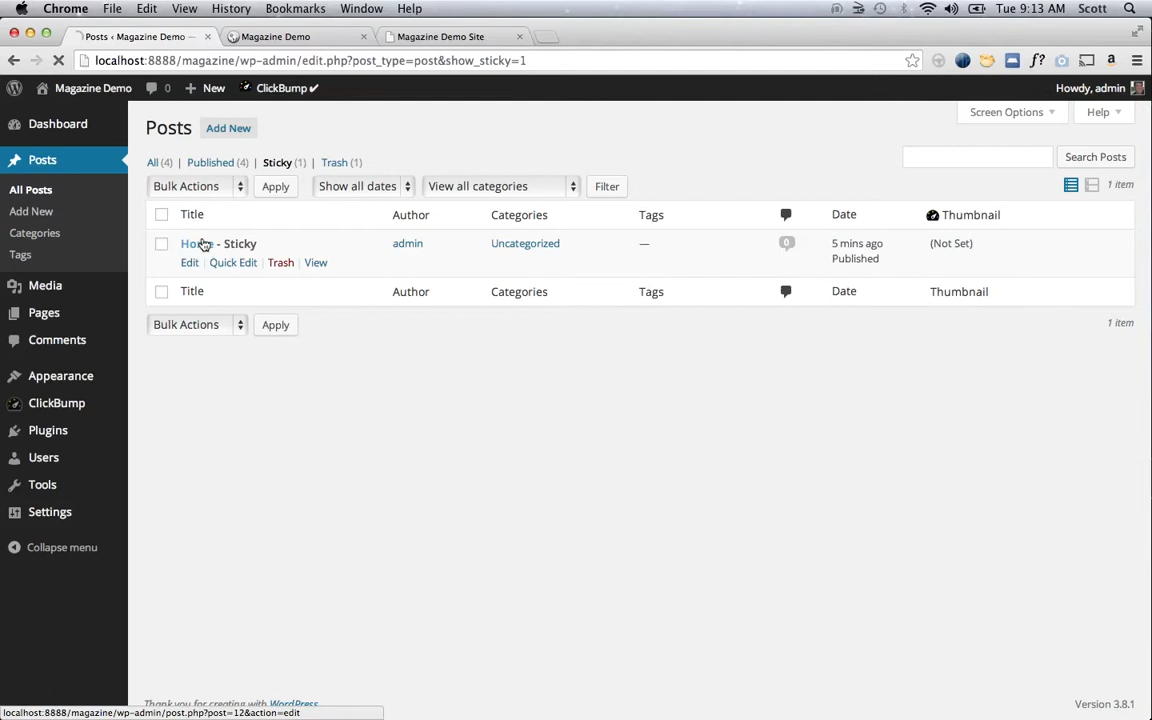 Chrome File Edit View History Bookmarks Window Help Tue 9:13 AM Scott
Posts ‹ Magazine Demo — × Magazine Demo × Magazine Demo Site ×
localhost:8888/magazine/wp-admin/edit.php?post_type=post&show_sticky=1
Magazine Demo 0 + New ClickBump ✔ Howdy, admin
Screen Options Help
Dashboard
Posts
All Posts
Add New
Categories
Tags
Media
Pages
Comments
Appearance
ClickBump
Plugins
Users
Tools
Settings
Collapse menu
Posts Add New
All (4) | Published (4) | Sticky (1) | Trash (1)
Search Posts
Bulk Actions Apply Show all dates View all categories Filter 1 item
Title Author Categories Tags Date Thumbnail
- Sticky admin Uncategorized — 0 5 mins ago (Not Set)
Published
Edit | Quick Edit | Trash | View
Title Author Categories Tags Date Thumbnail
Bulk Actions Apply 1 item
Thank you for creating with WordPress. Version 3.8.1
localhost:8888/magazine/wp-admin/post.php?post=12&action=edit